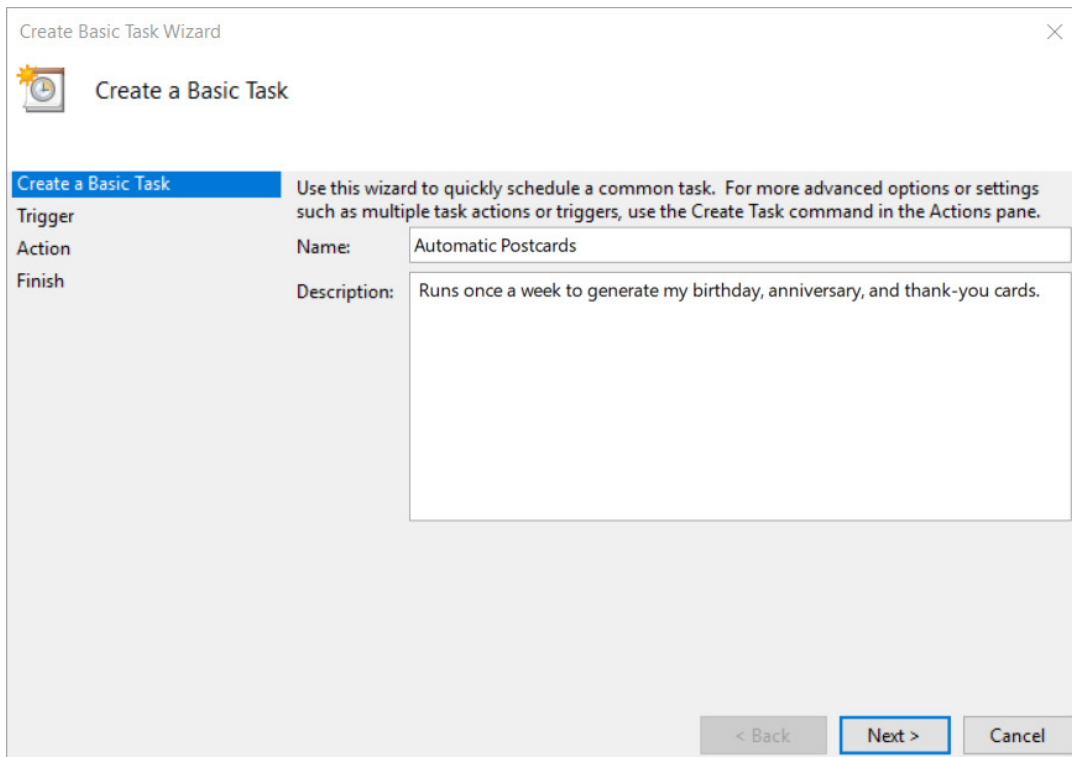 Create Basic Task Wizard
Create a Basic Task
Create a Basic Task
Trigger
Action
Finish
Use this wizard to quickly schedule a common task.  For more advanced options or settings
such as multiple task actions or triggers, use the Create Task command in the Actions pane.
Name:
Automatic Postcards
Description:
Runs once a week to generate my birthday, anniversary, and thank-you cards.
< Back
Next >
Cancel